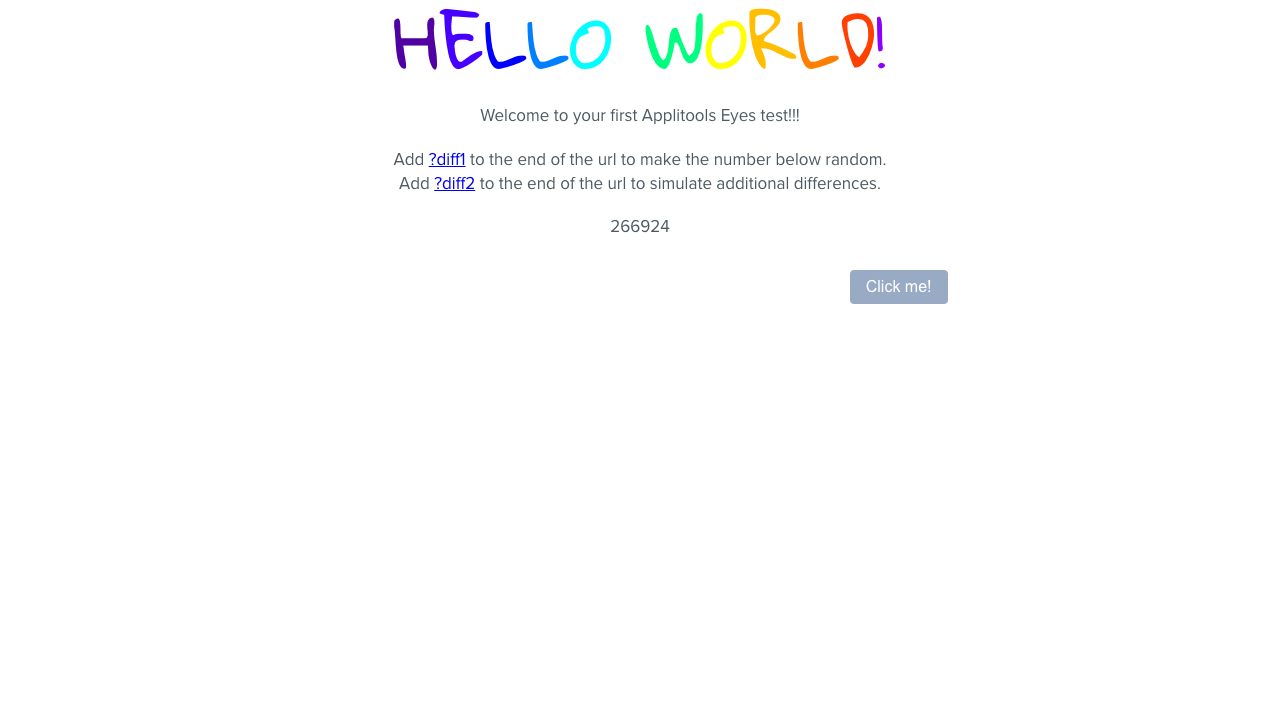 HELLO WORLD!
Welcome to your first Applitools Eyes test!!!
Add ?diff1 to the end of the url to make the number below random.
Add ?diff2 to the end of the url to simulate additional differences.
266924
Click me!